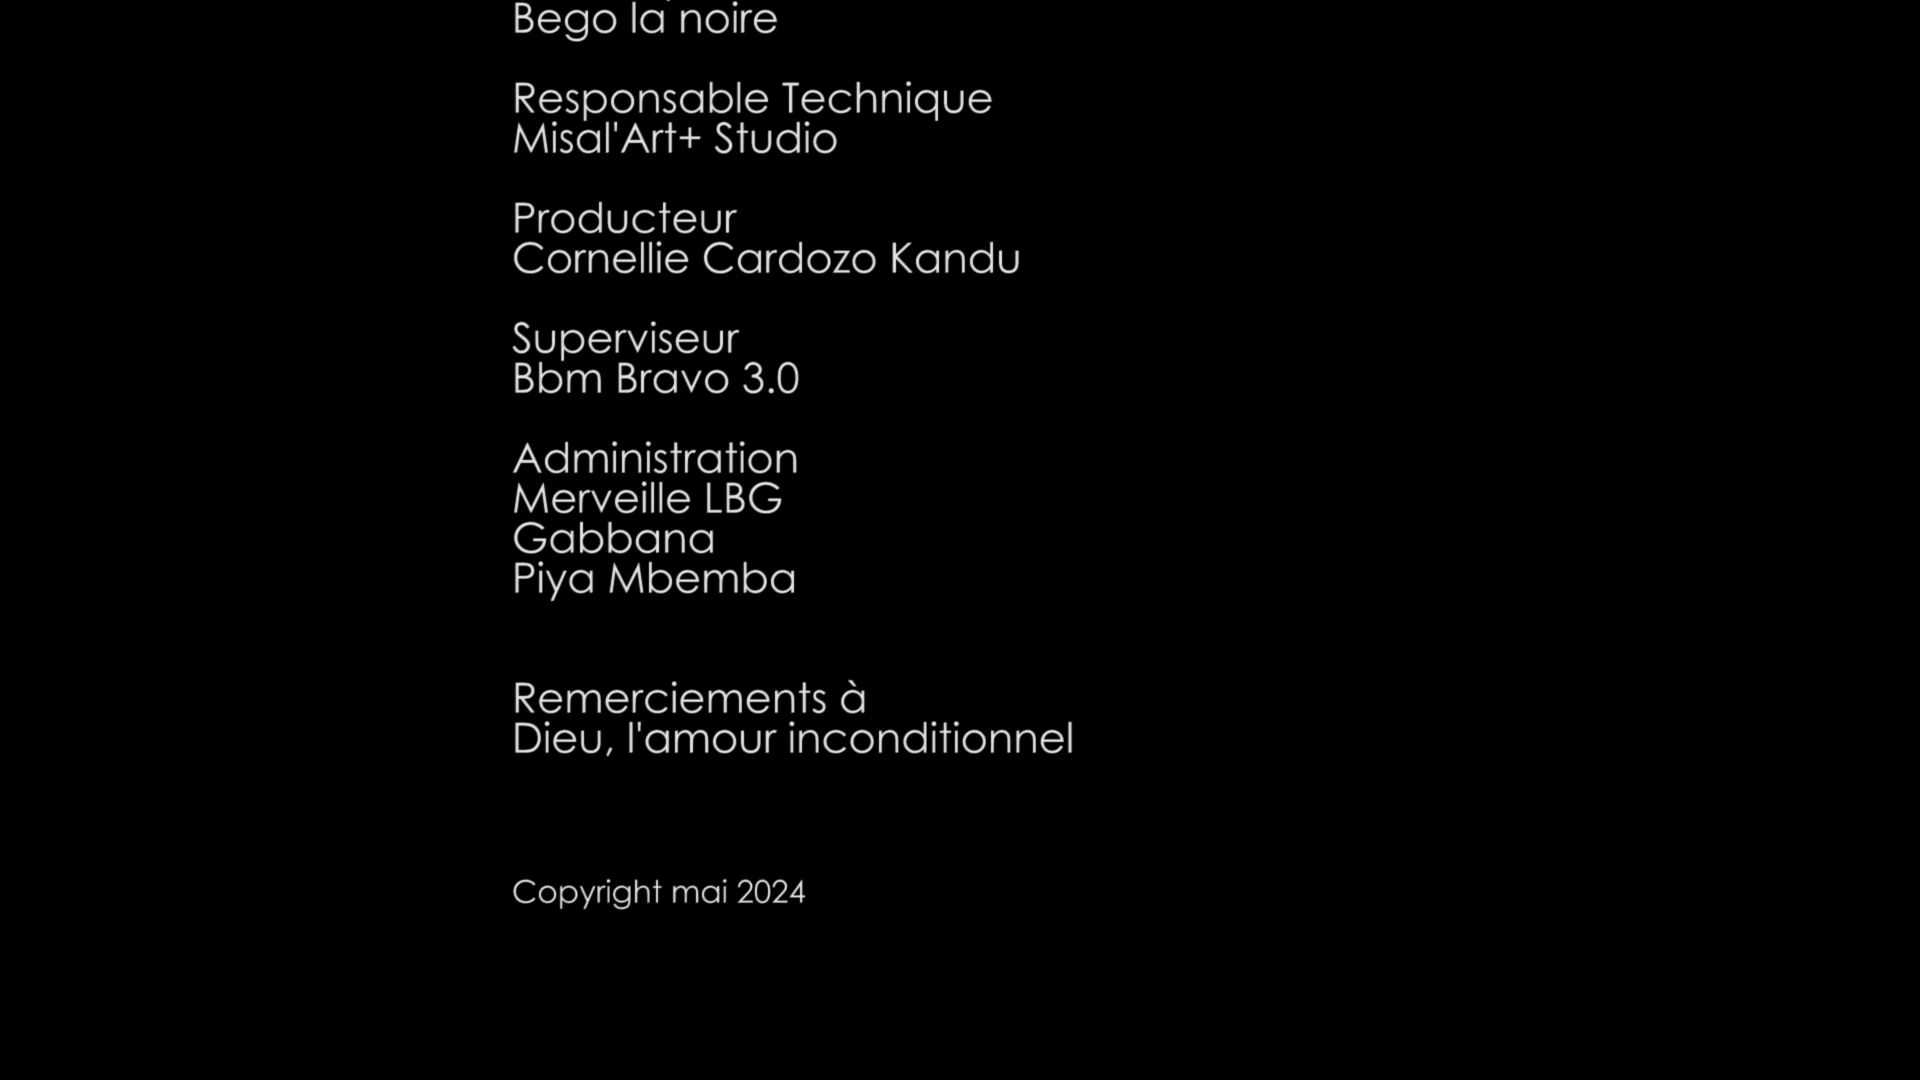 Bego la noire
Responsable Technique
Misal'Art+ Studio
Producteur
Cornellie Cardozo Kandu
Superviseur
Bbm Bravo 3.0
Administration
Merveille LBG
Gabbana
Piya Mbemba
Remerciements à
Dieu, l'amour inconditionnel
Copyright mai 2024